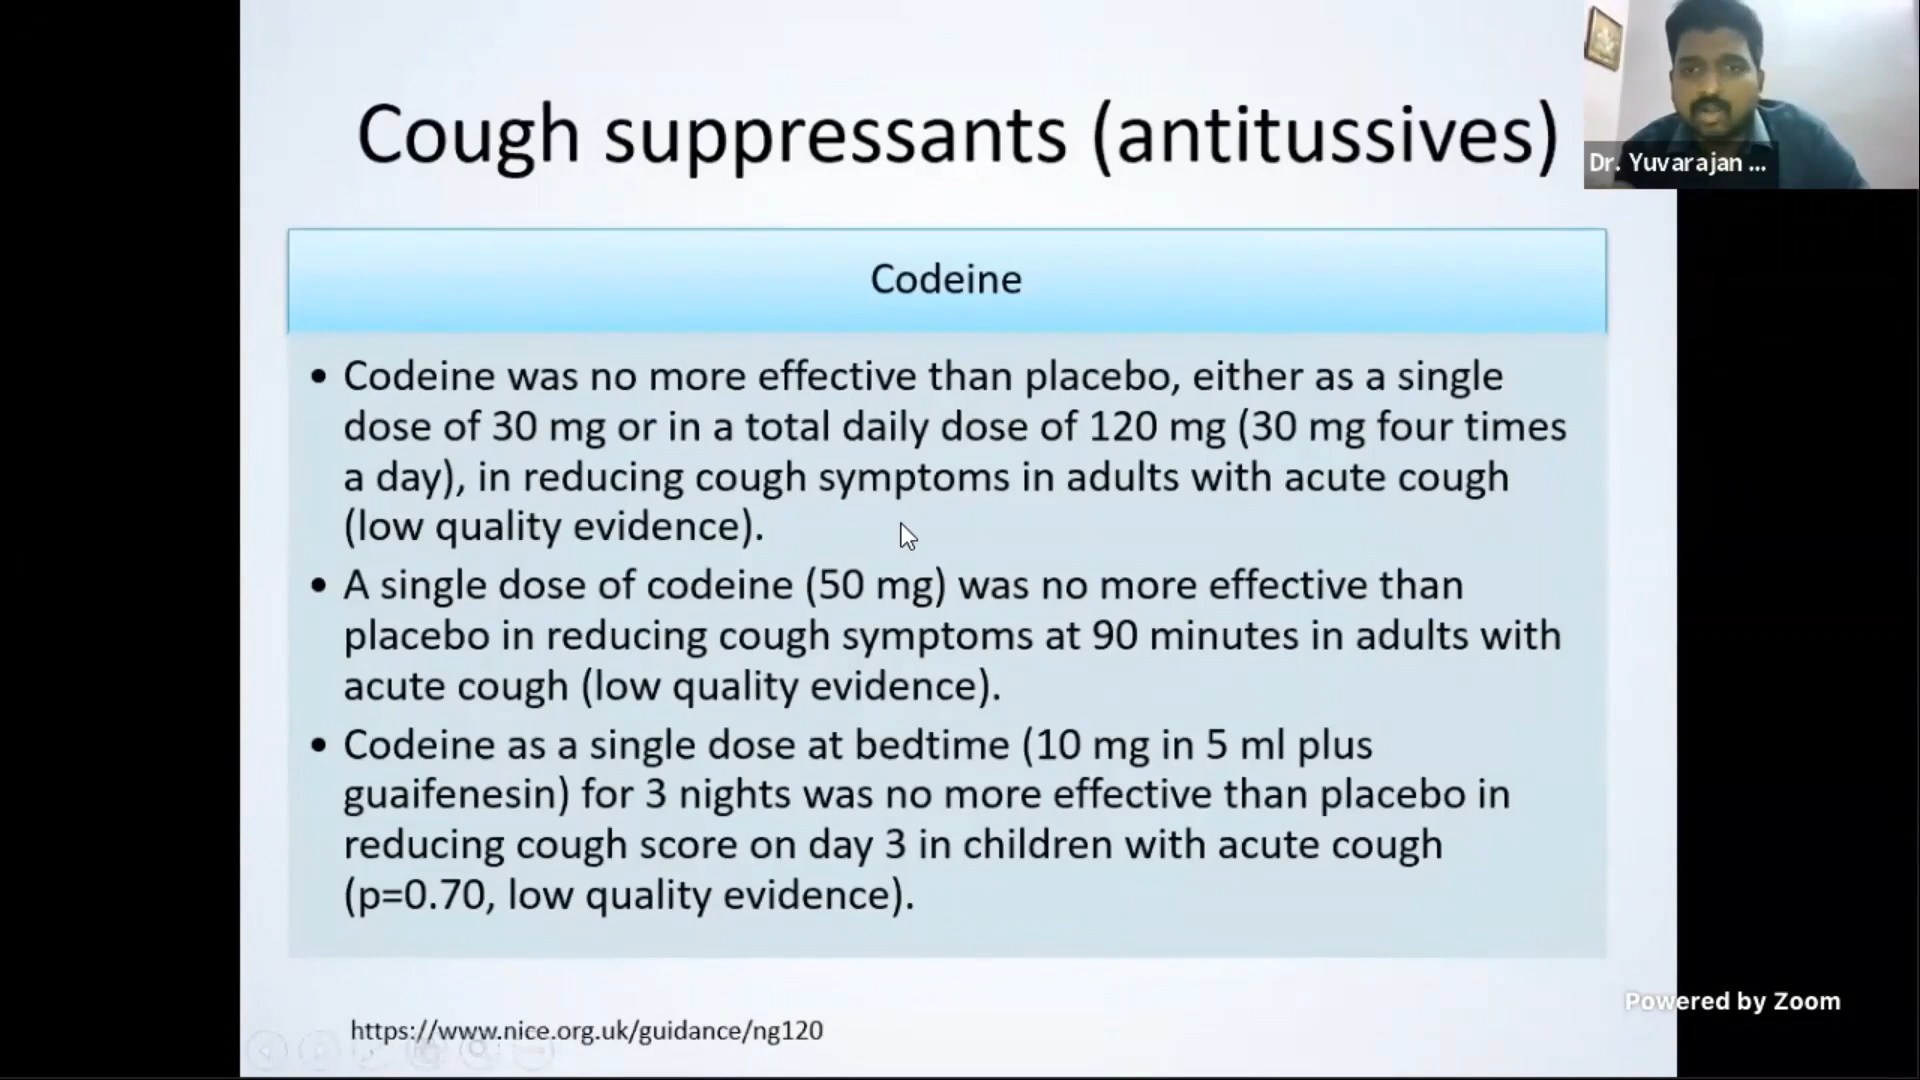 Cough suppressants (antitussives)
Dr. Yuvarajan ...
Codeine
• Codeine was no more effective than placebo, either as a single
dose of 30 mg or in a total daily dose of 120 mg (30 mg four times
a day), in reducing cough symptoms in adults with acute cough
(low quality evidence).
• A single dose of codeine (50 mg) was no more effective than
placebo in reducing cough symptoms at 90 minutes in adults with
acute cough (low quality evidence).
• Codeine as a single dose at bedtime (10 mg in 5 ml plus
guaifenesin) for 3 nights was no more effective than placebo in
reducing cough score on day 3 in children with acute cough
(p=0.70, low quality evidence).
Powered by Zoom
https://www.nice.org.uk/guidance/ng120